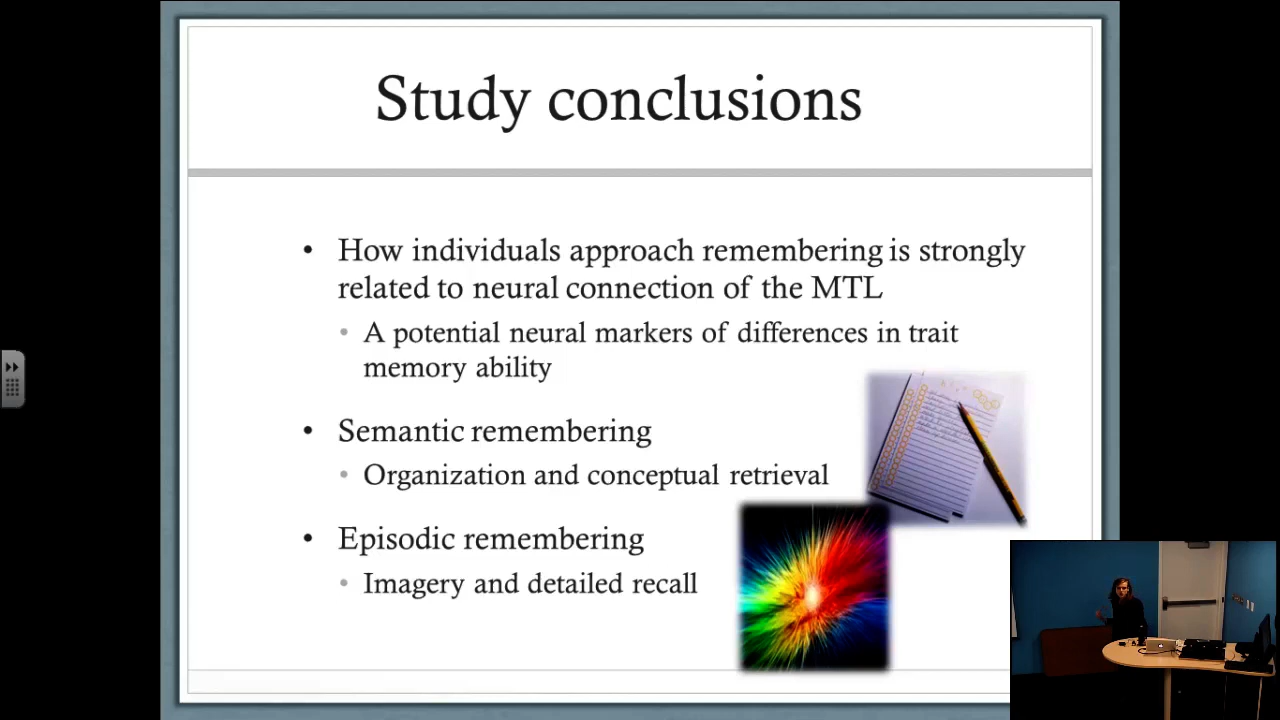 Study conclusions
• How individuals approach remembering is strongly
related to neural connection of the MTL
• A potential neural markers of differences in trait
memory ability
• Semantic remembering
• Organization and conceptual retrieval
• Episodic remembering
• Imagery and detailed recall